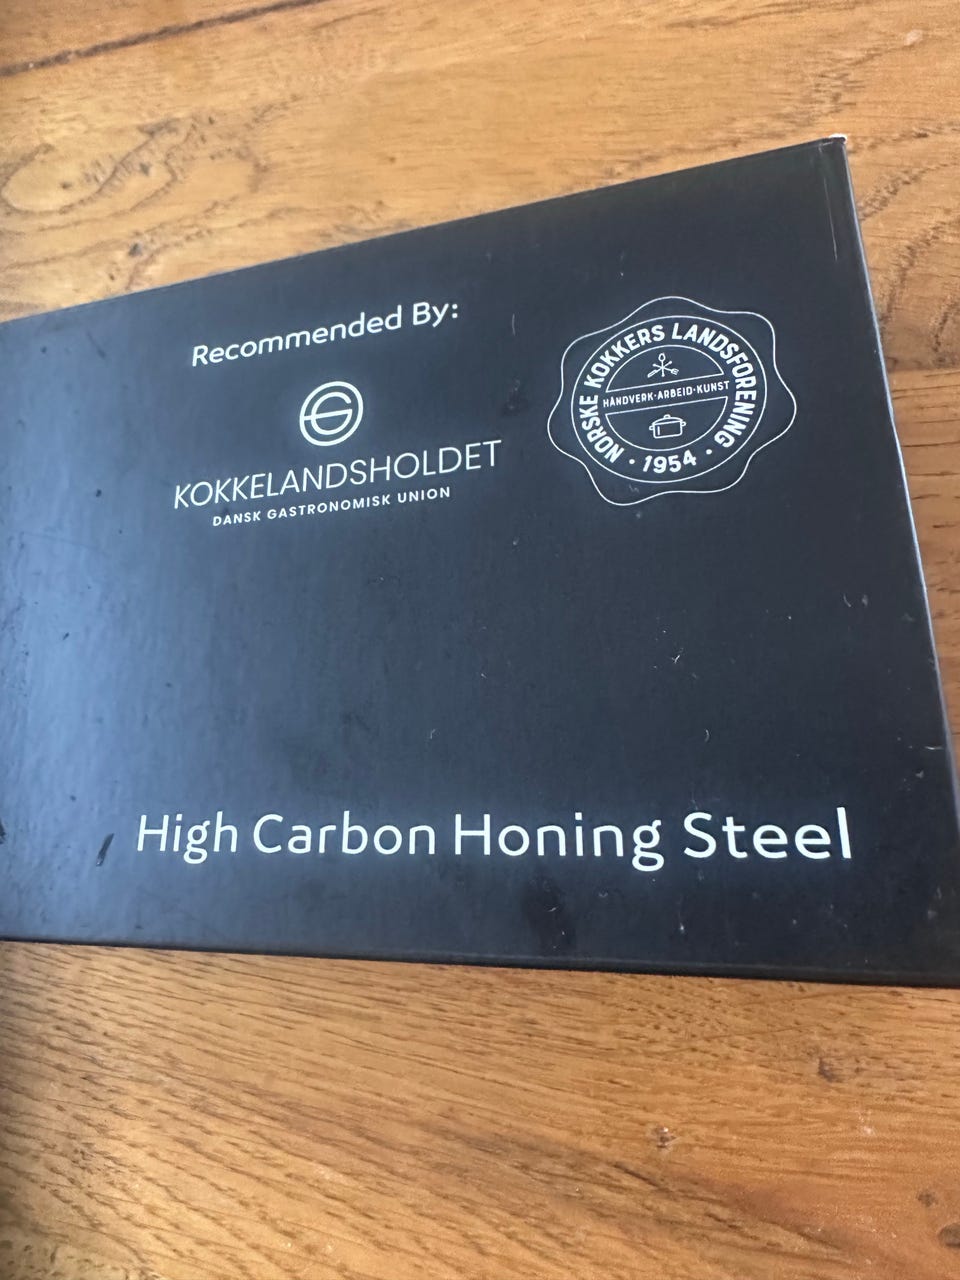 Recommended By:
KOKKELANDSHOLDET
DANSK GASTRONOMISK UNION
NORSKE KOKKERS LANDSFORENING
HÅNDVERK·ARBEID·KUNST
· 1954 ·
High Carbon Honing Steel